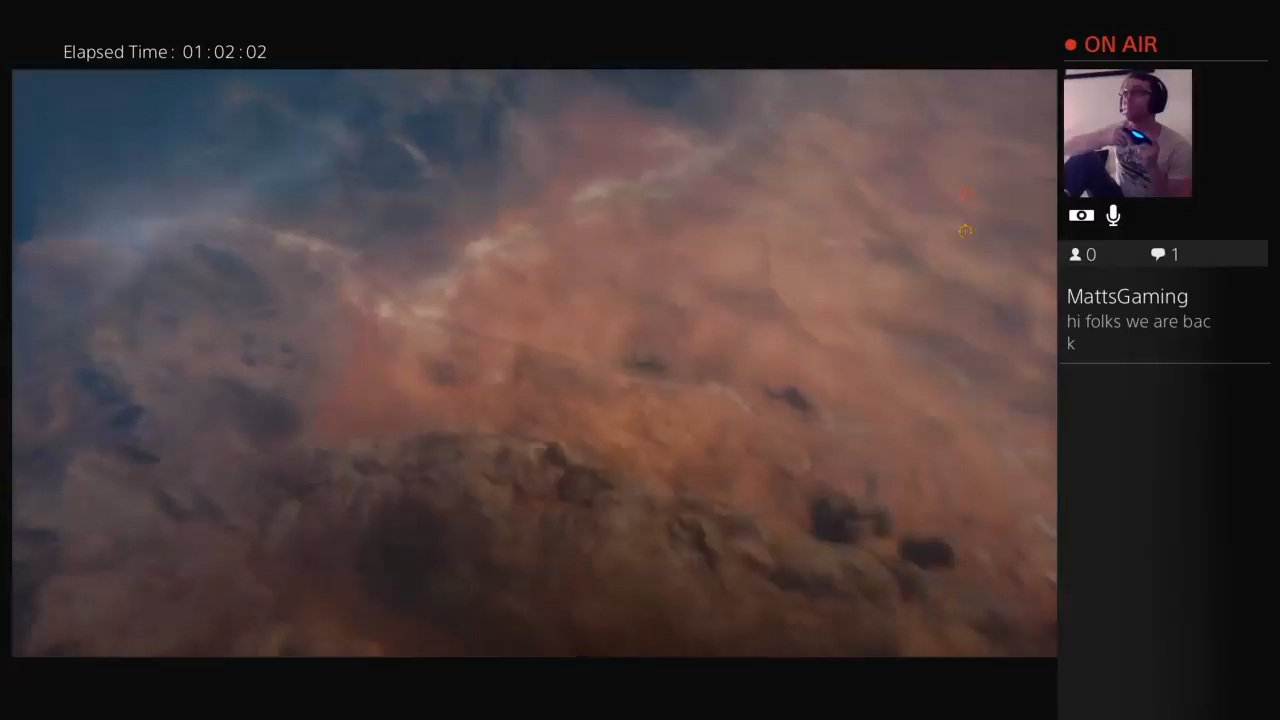 Elapsed Time: 01:02:02
ON AIR
0 1
MattsGaming
hi folks we are bac
k